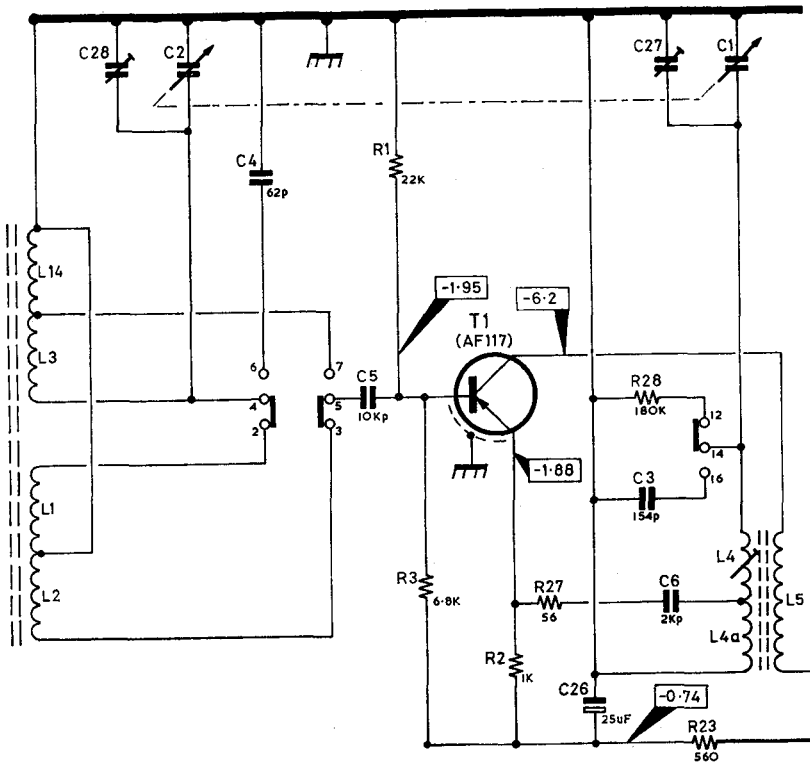 C28
C2
C27
C1
C4
62p
R1
22K
L14
-1.95
-6.2
T1
(AF117)
L3
6
7
C5
R28
180K
12
4
5
10Kp
2
3
14
-1.88
C3
154p
16
L1
L4
R3
6.8K
R27
56
C6
2Kp
L2
L5
L4a
R2
1K
C26
25uF
-0.74
R23
560